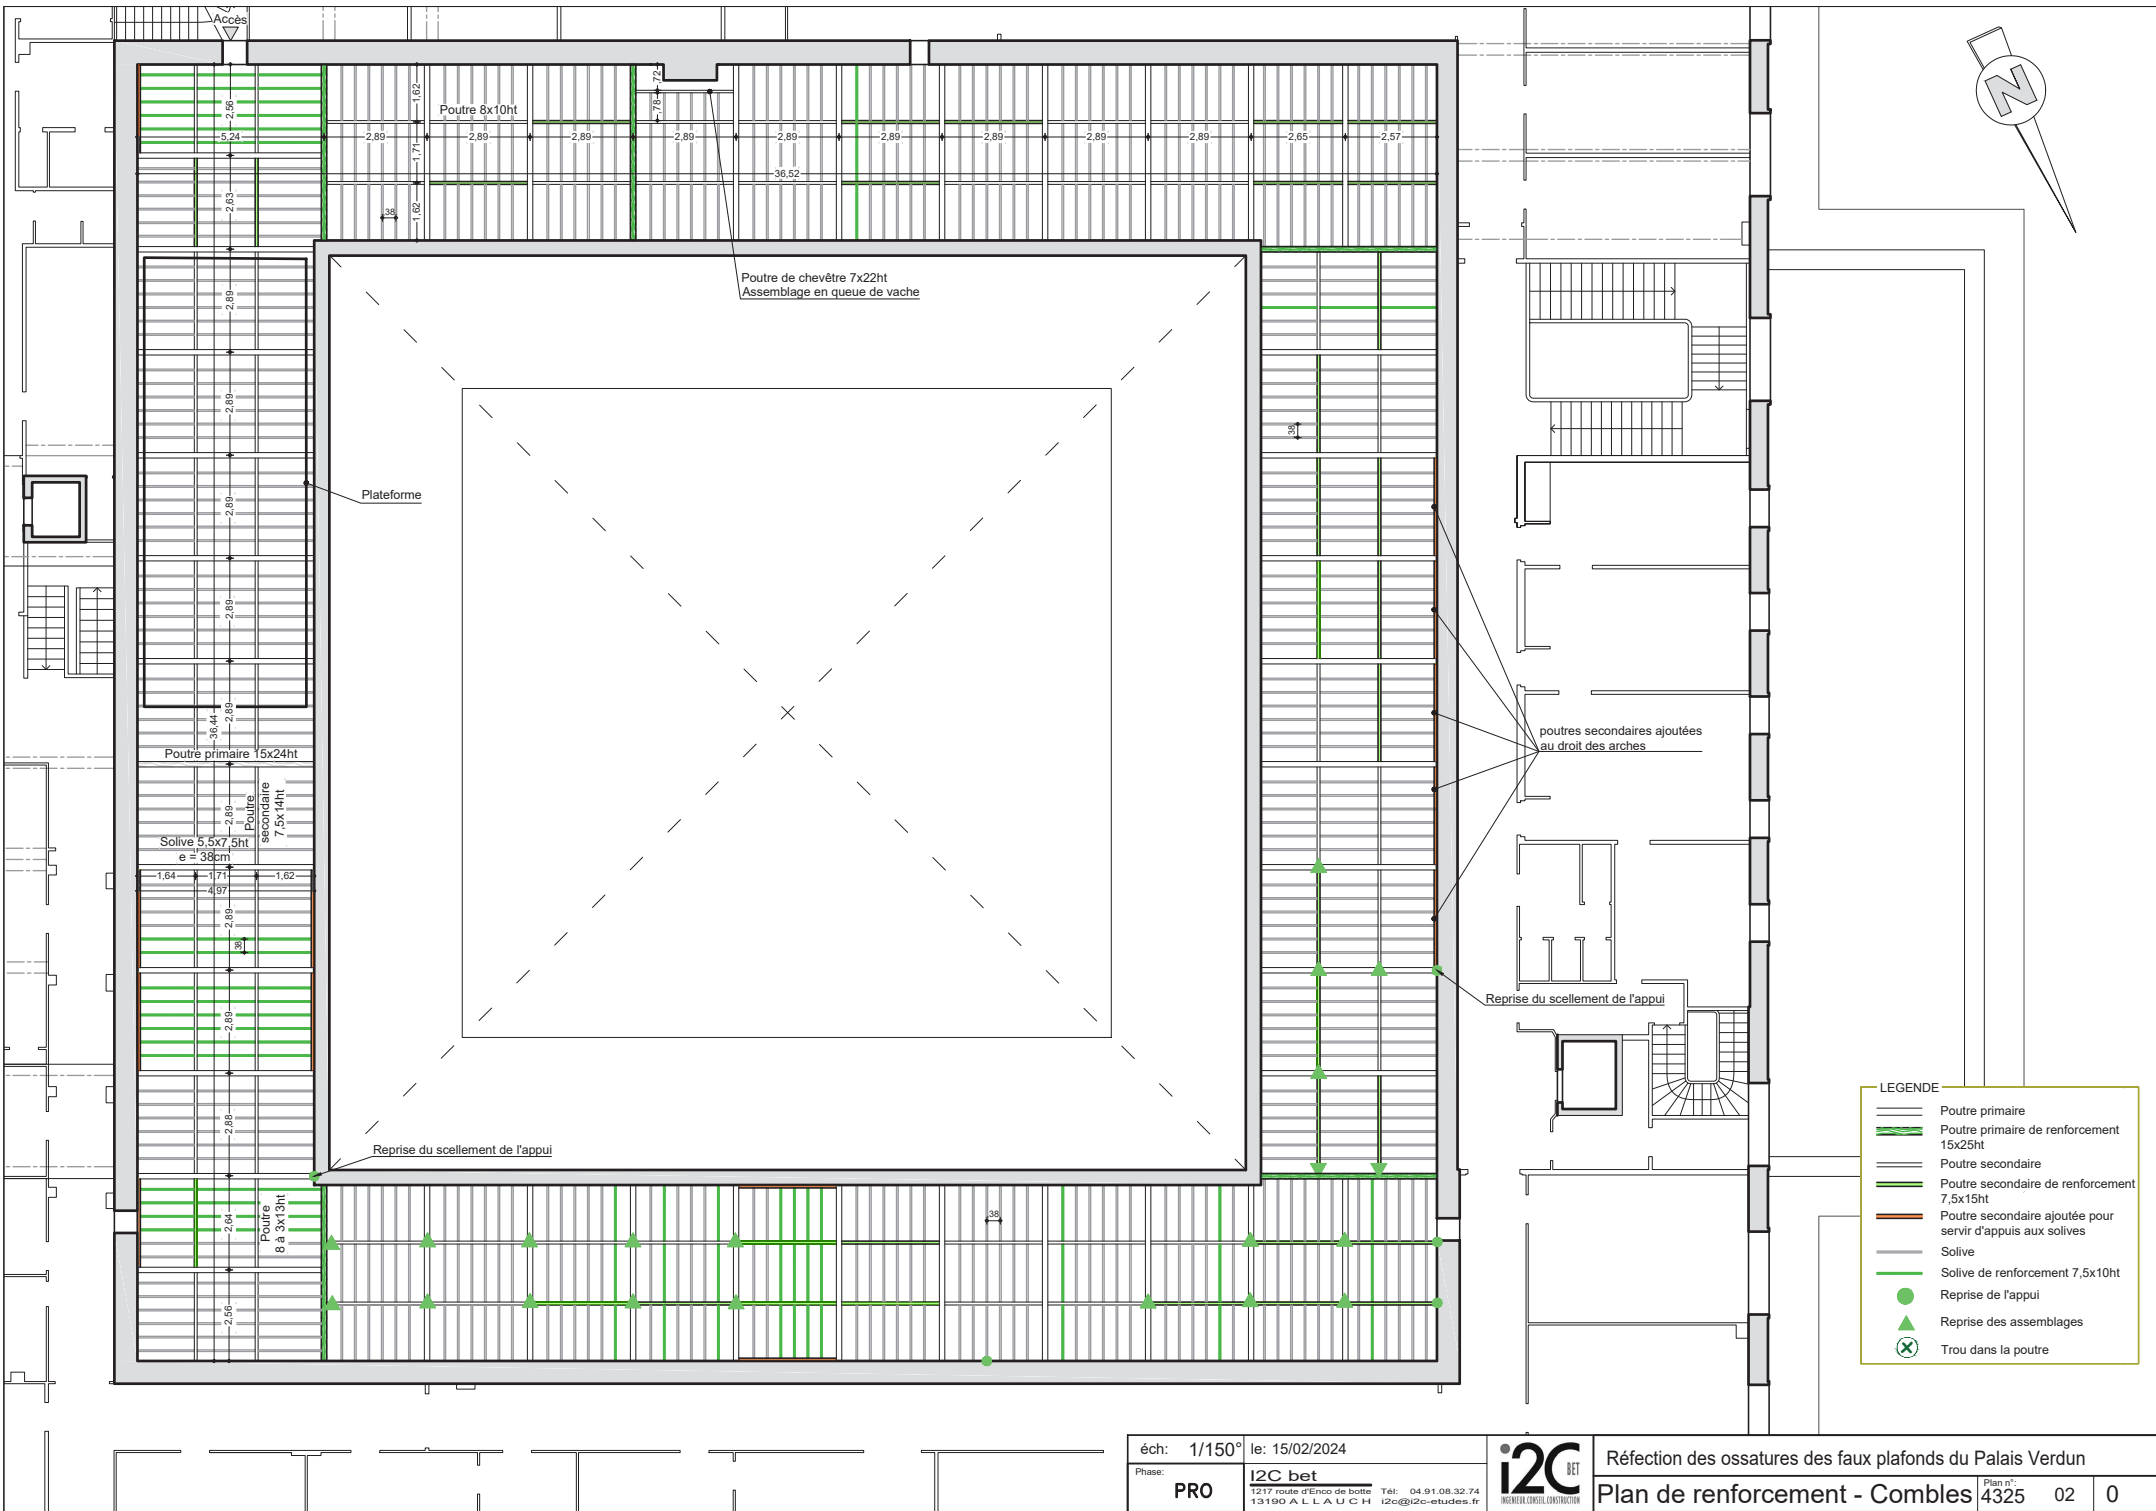 Accès
Poutre 8x10ht
2,56
5,24
1,62
,72
,78
2,89
2,89
2,89
2,89
2,89
2,89
2,89
2,89
2,89
2,65
2,57
1,71
36,52
2,63
38
1,62
Poutre de chevêtre 7x22ht
Assemblage en queue de vache
2,89
2,89
38
Plateforme
2,89
2,89
2,89
36,44
Poutre primaire 15x24ht
poutres secondaires ajoutées
au droit des arches
2,89
Poutre
secondaire
7,5x14ht
Solive 5,5x7,5ht
e = 38cm
1,64
1,71
1,62
4,97
2,89
38
Reprise du scellement de l'appui
2,89
2,88
Reprise du scellement de l'appui
2,64
Poutre
8 à 3x13ht
38
2,56
LEGENDE
Poutre primaire
Poutre primaire de renforcement
15x25ht
Poutre secondaire
Poutre secondaire de renforcement
7,5x15ht
Poutre secondaire ajoutée pour
servir d'appuis aux solives
Solive
Solive de renforcement 7,5x10ht
Reprise de l'appui
Reprise des assemblages
Trou dans la poutre
N
éch: 1/150° le: 15/02/2024
Phase:
PRO
I2C bet
1217 route d'Enco de botte Tél: 04.91.08.32.74
13190 ALLAUCH i2c@i2c-etudes.fr
i2C BET
INGENIEUR.CONSEIL.CONSTRUCTION
Réfection des ossatures des faux plafonds du Palais Verdun
Plan de renforcement - Combles
Plan n°:
4325 02 0